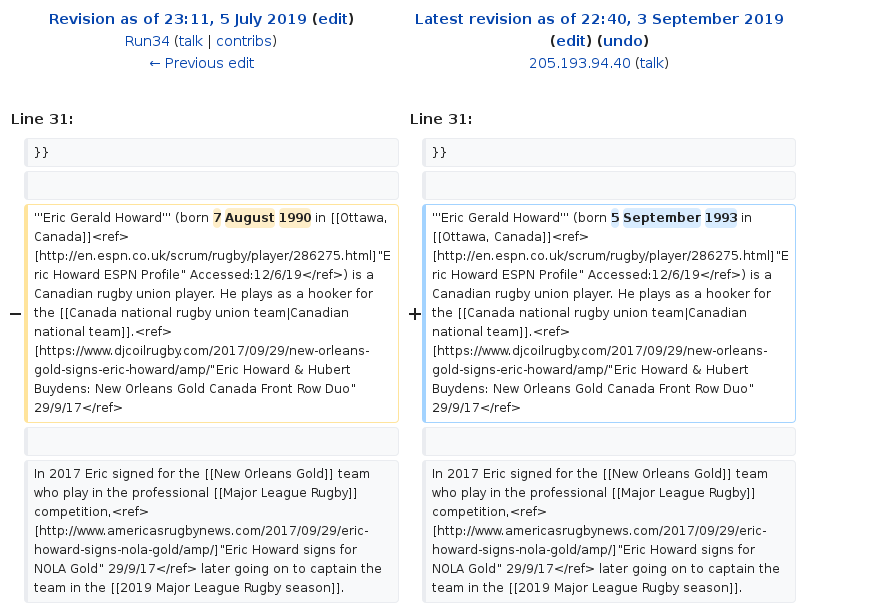 Revision as of 23:11, 5 July 2019 (edit)
Run34 (talk | contribs)
← Previous edit
Latest revision as of 22:40, 3 September 2019
(edit) (undo)
205.193.94.40 (talk)
Line 31:
Line 31:
}}
}}
− '''Eric Gerald Howard''' (born 7 August 1990 in [[Ottawa,
Canada]]<ref>
[http://en.espn.co.uk/scrum/rugby/player/286275.html]"E
ric Howard ESPN Profile" Accessed:12/6/19</ref>) is a
Canadian rugby union player. He plays as a hooker for
the [[Canada national rugby union team|Canadian
national team]].<ref>
[https://www.djcoilrugby.com/2017/09/29/new-orleans-
gold-signs-eric-howard/amp/"Eric Howard & Hubert
Buydens: New Orleans Gold Canada Front Row Duo"
29/9/17</ref>
+ '''Eric Gerald Howard''' (born 5 September 1993 in
[[Ottawa, Canada]]<ref>
[http://en.espn.co.uk/scrum/rugby/player/286275.html]"E
ric Howard ESPN Profile" Accessed:12/6/19</ref>) is a
Canadian rugby union player. He plays as a hooker for
the [[Canada national rugby union team|Canadian
national team]].<ref>
[https://www.djcoilrugby.com/2017/09/29/new-orleans-
gold-signs-eric-howard/amp/"Eric Howard & Hubert
Buydens: New Orleans Gold Canada Front Row Duo"
29/9/17</ref>
In 2017 Eric signed for the [[New Orleans Gold]] team
who play in the professional [[Major League Rugby]]
competition,<ref>
[http://www.americasrugbynews.com/2017/09/29/eric-
howard-signs-nola-gold/amp/]"Eric Howard signs for
NOLA Gold" 29/9/17</ref> later going on to captain the
team in the [[2019 Major League Rugby season]].
In 2017 Eric signed for the [[New Orleans Gold]] team
who play in the professional [[Major League Rugby]]
competition,<ref>
[http://www.americasrugbynews.com/2017/09/29/eric-
howard-signs-nola-gold/amp/]"Eric Howard signs for
NOLA Gold" 29/9/17</ref> later going on to captain the
team in the [[2019 Major League Rugby season]].